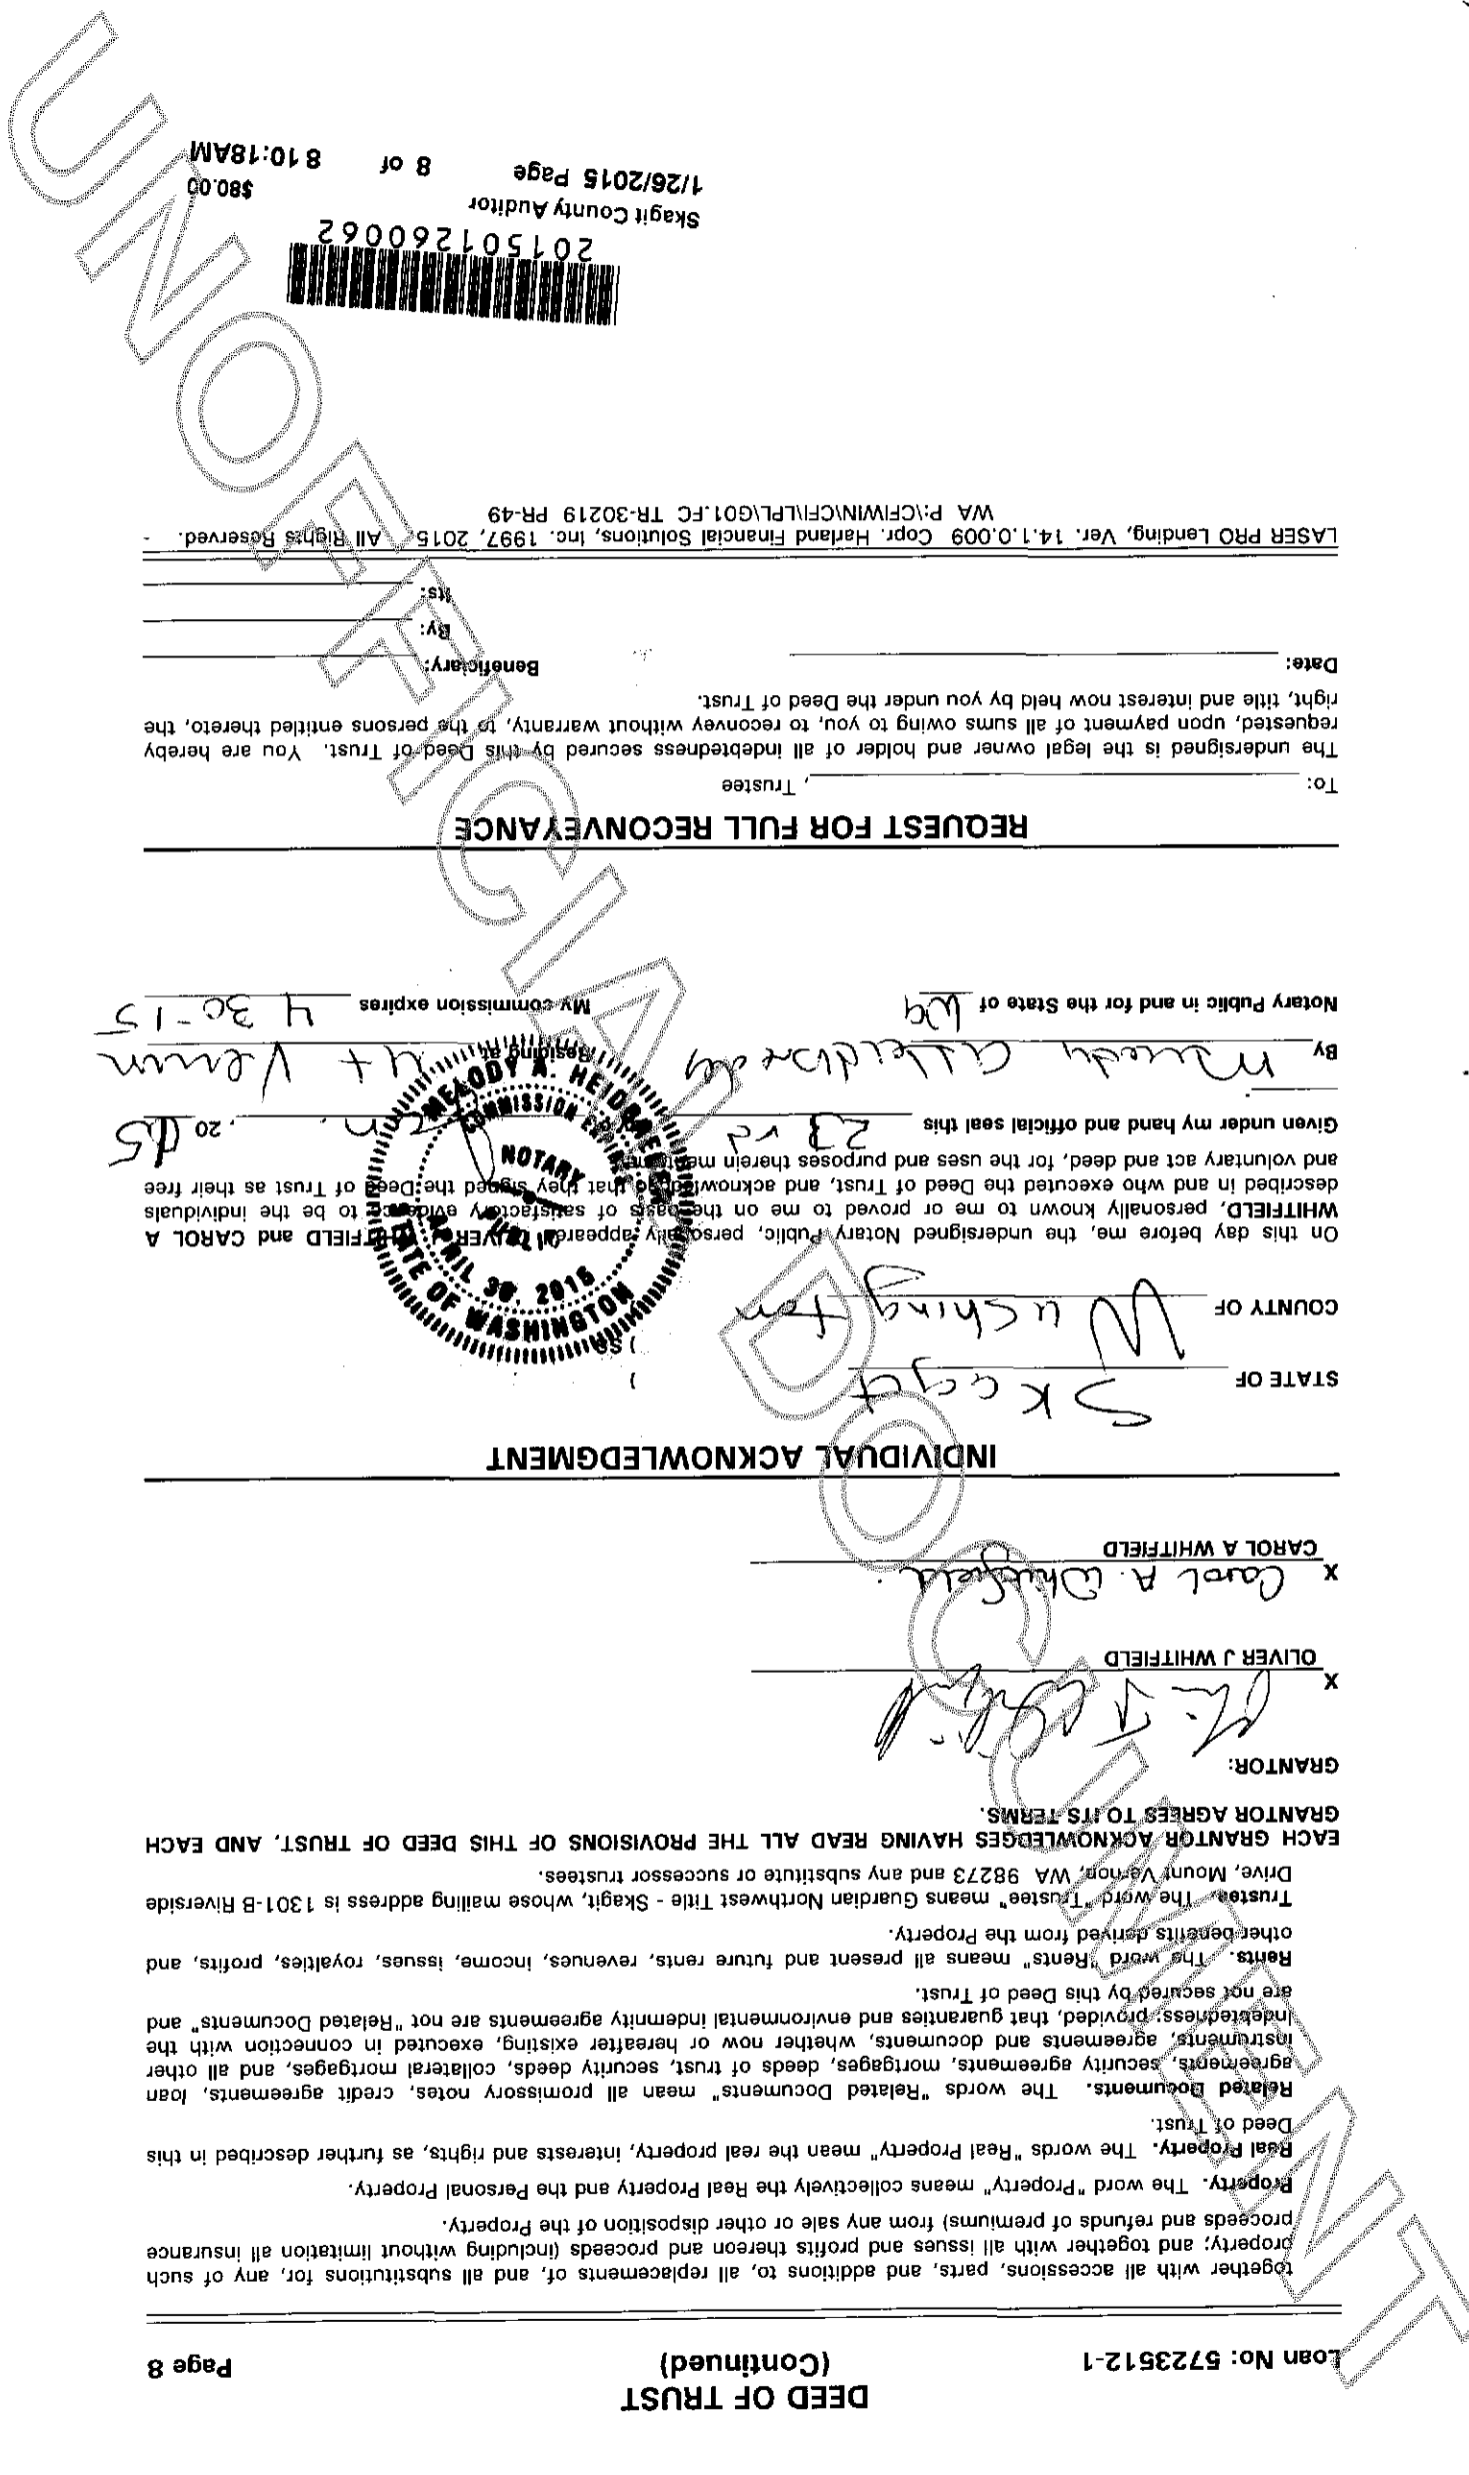 DEED OF TRUST
Loan No: 57223512-1 (Continued) Page 8
together with all accessions, parts, and additions to, all replacements of, and all substitutions for, any of such
property; and together with all issues and profits thereon and proceeds (including without limitation all insurance
proceeds and refunds of premiums) from any sale or other disposition of the Property.
Property. The word "Property" means collectively the Real Property and the Personal Property.
Real Property. The words "Real Property" mean the real property, interests and rights, as further described in this
Deed of Trust.
Related Documents. The words "Related Documents" mean all promissory notes, credit agreements, loan
agreements, security agreements, mortgages, deeds of trust, security deeds, collateral mortgages, and all other
instruments, agreements and documents, whether now or hereafter existing, executed in connection with the
Indebtedness; provided, that guaranties and environmental indemnity agreements are not "Related Documents" and
are not secured by this Deed of Trust.
Rents. The word "Rents" means all present and future rents, revenues, income, issues, royalties, profits, and
other benefits derived from the Property.
Trustee. The word "Trustee" means Guardian Northwest Title - Skagit, whose mailing address is 1301-B Riverside
Drive, Mount Vernon, WA 98273 and any substitute or successor trustees.
EACH GRANTOR ACKNOWLEDGES HAVING READ ALL THE PROVISIONS OF THIS DEED OF TRUST, AND EACH
GRANTOR AGREES TO ITS TERMS.
GRANTOR:
X
OLIVER J WHITFIELD
X Carol A. Whitfield
CAROL A WHITFIELD
INDIVIDUAL ACKNOWLEDGMENT
STATE OF Skagit )
) SS
COUNTY OF Washington
On this day before me, the undersigned Notary Public, personally appeared OLIVER J WHITFIELD and CAROL A
WHITFIELD, personally known to me or proved to me on the basis of satisfactory evidence to be the individuals
described in and who executed the Deed of Trust, and acknowledged that they signed the Deed of Trust as their free
and voluntary act and deed, for the uses and purposes therein mentioned.
Given under my hand and official seal this 23rd day of Jan., 20 15
By Melody A Heidbreder Residing at Mt Vernon
Notary Public in and for the State of Wa My commission expires 4 30-15
MELODY A. HEIDBREDER
COMMISSION EXPIRES
NOTARY
PUBLIC
APRIL 30, 2015
STATE OF WASHINGTON
REQUEST FOR FULL RECONVEYANCE
To: , Trustee
The undersigned is the legal owner and holder of all indebtedness secured by this Deed of Trust. You are hereby
requested, upon payment of all sums owing to you, to reconvey without warranty, to the persons entitled thereto, the
right, title and interest now held by you under the Deed of Trust.
Date: Beneficiary:
By:
Its:
LASER PRO Lending, Ver. 14.1.0.009 Copr. Harland Financial Solutions, Inc. 1997, 2015. All Rights Reserved. -
WA P:\CFI\WIN\CFI\LPL\G01.FC TR-30219 PR-49
201501260062
Skagit County Auditor $80.00
1/26/2015 Page 8 of 8 10:18AM
UNOFFICIAL DOCUMENT